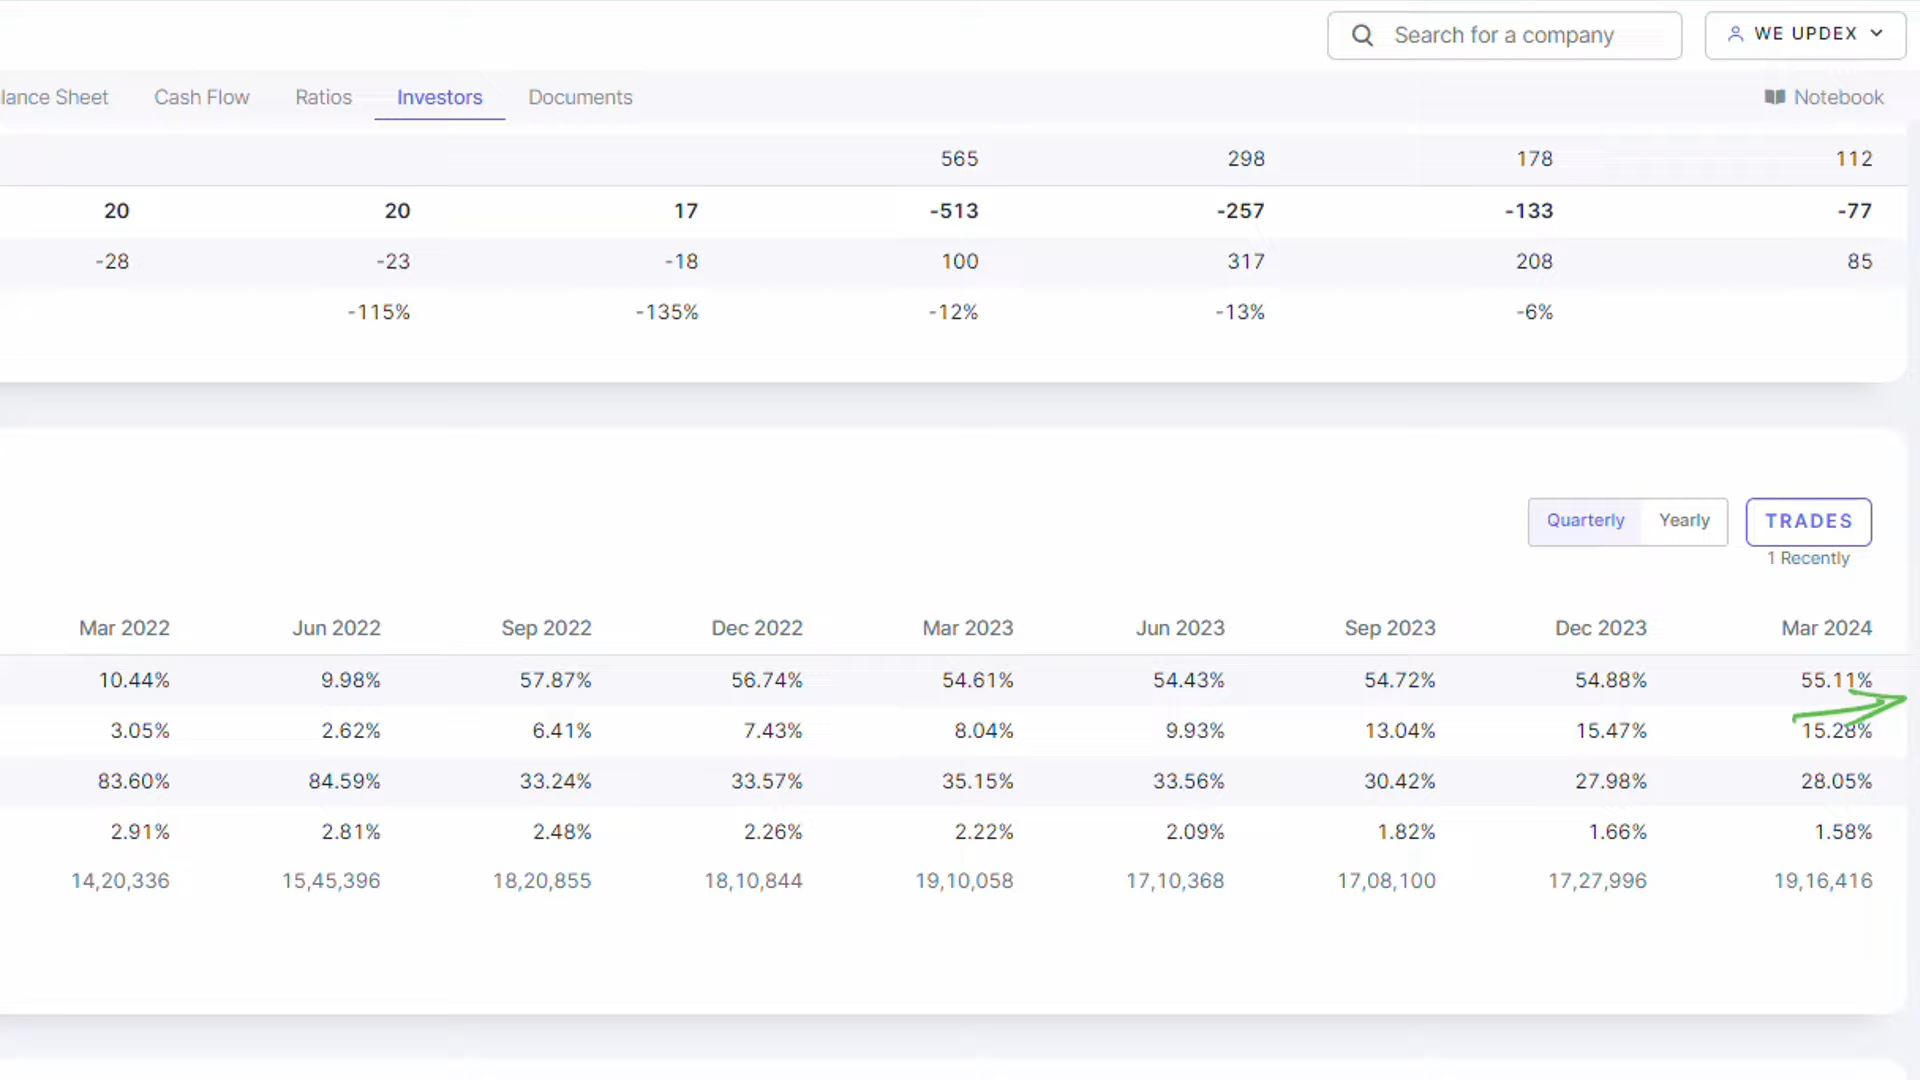 Search for a company
WE UPDEX
lance Sheet Cash Flow Ratios Investors Documents Notebook
565 298 178 112
20 20 17 -513 -257 -133 -77
-28 -23 -18 100 317 208 85
-115% -135% -12% -13% -6%
Quarterly Yearly TRADES
1 Recently
Mar 2022 Jun 2022 Sep 2022 Dec 2022 Mar 2023 Jun 2023 Sep 2023 Dec 2023 Mar 2024
10.44% 9.98% 57.87% 56.74% 54.61% 54.43% 54.72% 54.88% 55.11%
3.05% 2.62% 6.41% 7.43% 8.04% 9.93% 13.04% 15.47% 15.28%
83.60% 84.59% 33.24% 33.57% 35.15% 33.56% 30.42% 27.98% 28.05%
2.91% 2.81% 2.48% 2.26% 2.22% 2.09% 1.82% 1.66% 1.58%
14,20,336 15,45,396 18,20,855 18,10,844 19,10,058 17,10,368 17,08,100 17,27,996 19,16,416